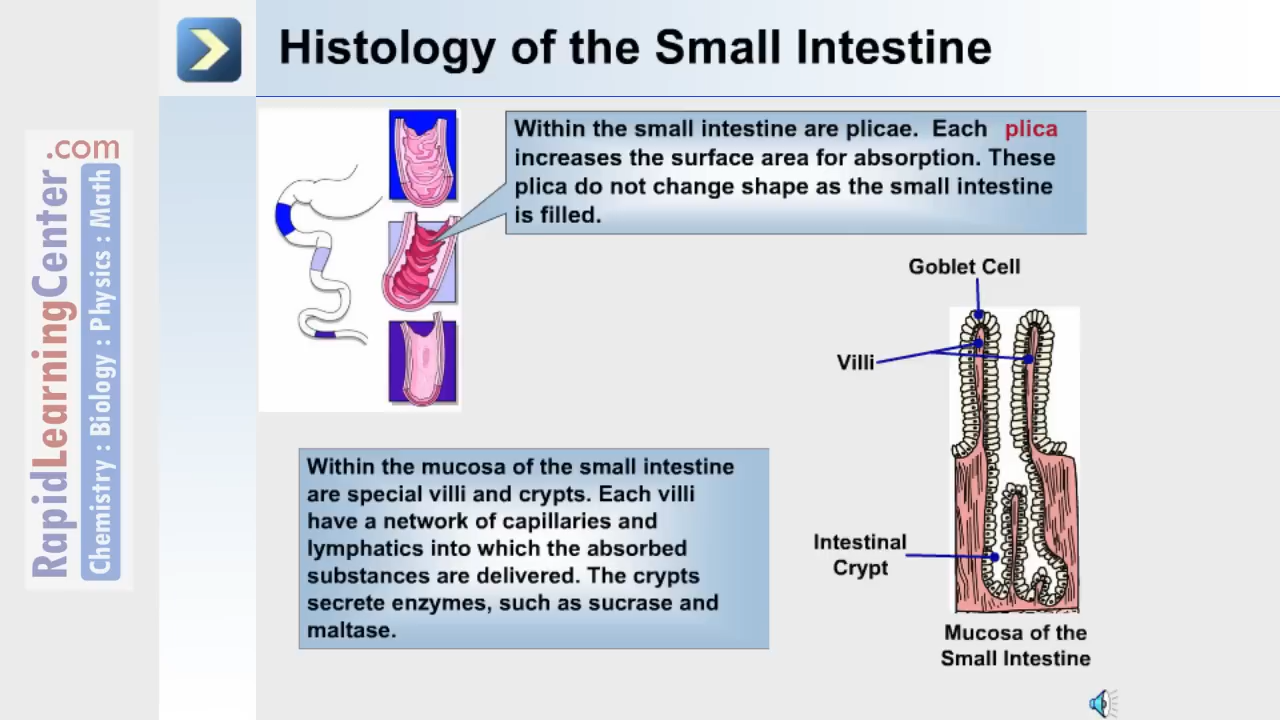 Histology of the Small Intestine
RapidLearningCenter.com
Chemistry : Biology : Physics : Math
Within the small intestine are plicae. Each plica
increases the surface area for absorption. These
plica do not change shape as the small intestine
is filled.
Goblet Cell
Villi
Within the mucosa of the small intestine
are special villi and crypts. Each villi
have a network of capillaries and
lymphatics into which the absorbed
substances are delivered. The crypts
secrete enzymes, such as sucrase and
maltase.
Intestinal
Crypt
Mucosa of the
Small Intestine